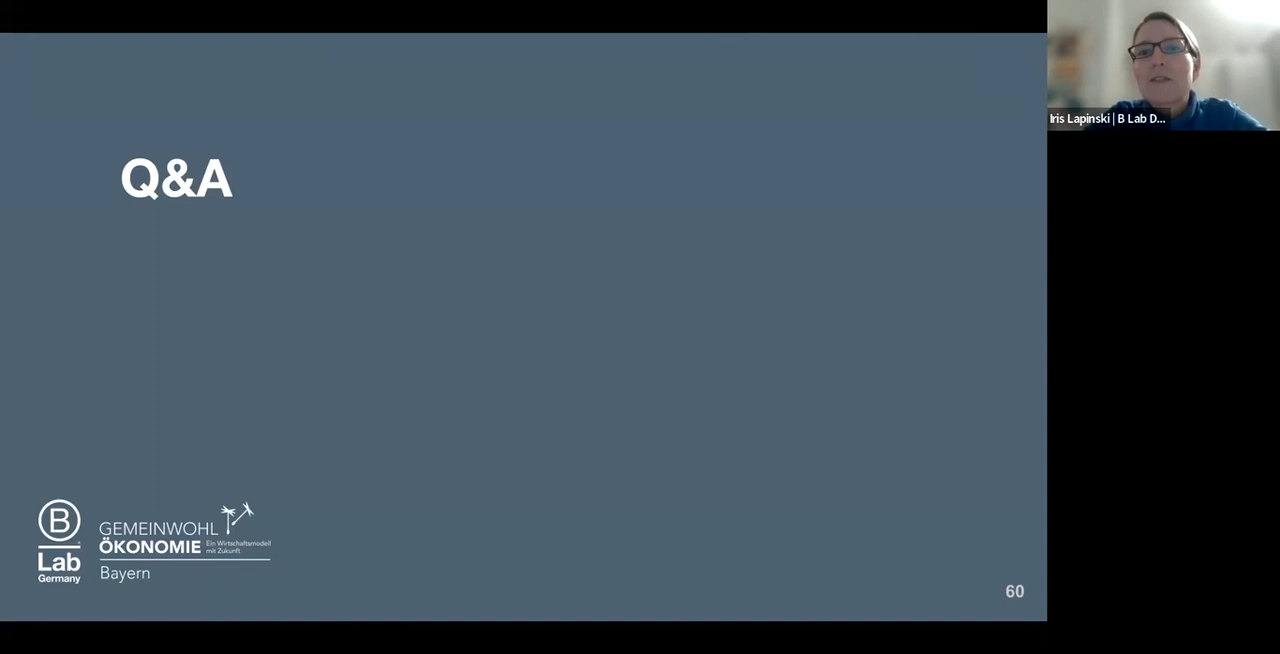 Iris Lapinski | B Lab D...
Q&A
B
Lab
Germany
GEMEINWOHL
ÖKONOMIE
Ein Wirtschaftsmodell
mit Zukunft
Bayern
60